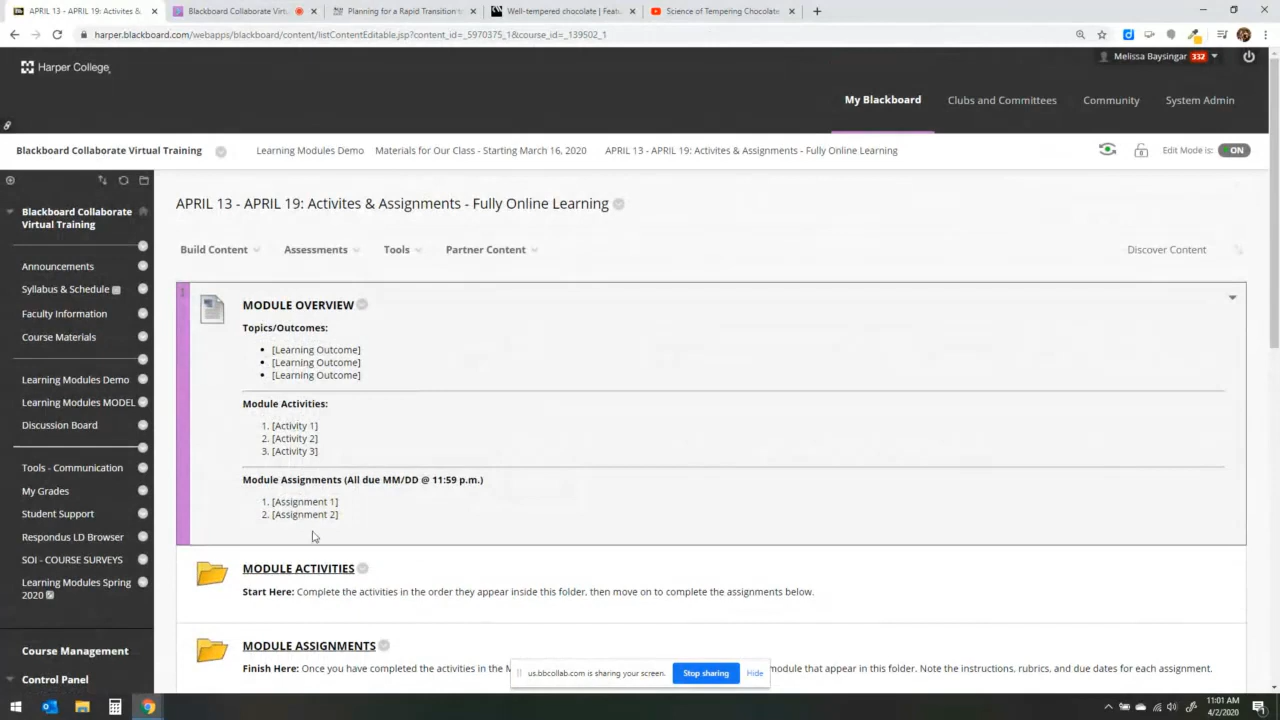 APRIL 13 - APRIL 19: Activites &
Blackboard Collaborate Virtual
Planning for a Rapid Transition to
Well-tempered chocolate | Feat
Science of Tempering Chocolate
harper.blackboard.com/webapps/blackboard/content/listContentEditable.jsp?content_id=_5970375_1&course_id=_139502_1
Harper College
Melissa Baysingar 332
My Blackboard
Clubs and Committees
Community
System Admin
Blackboard Collaborate Virtual Training
Learning Modules Demo
Materials for Our Class - Starting March 16, 2020
APRIL 13 - APRIL 19: Activites & Assignments - Fully Online Learning
Edit Mode is: ON
Blackboard Collaborate
Virtual Training
Announcements
Syllabus & Schedule
Faculty Information
Course Materials
Learning Modules Demo
Learning Modules MODEL
Discussion Board
Tools - Communication
My Grades
Student Support
Respondus LD Browser
SOI - COURSE SURVEYS
Learning Modules Spring
2020
Course Management
Control Panel
APRIL 13 - APRIL 19: Activites & Assignments - Fully Online Learning
Build Content
Assessments
Tools
Partner Content
Discover Content
MODULE OVERVIEW
Topics/Outcomes:
• [Learning Outcome]
• [Learning Outcome]
• [Learning Outcome]
Module Activities:
1. [Activity 1]
2. [Activity 2]
3. [Activity 3]
Module Assignments (All due MM/DD @ 11:59 p.m.)
1. [Assignment 1]
2. [Assignment 2]
MODULE ACTIVITIES
Start Here: Complete the activities in the order they appear inside this folder, then move on to complete the assignments below.
MODULE ASSIGNMENTS
Finish Here: Once you have completed the activities in the M
module that appear in this folder. Note the instructions, rubrics, and due dates for each assignment.
us.bbcollab.com is sharing your screen.
Stop sharing
Hide
11:01 AM
4/2/2020